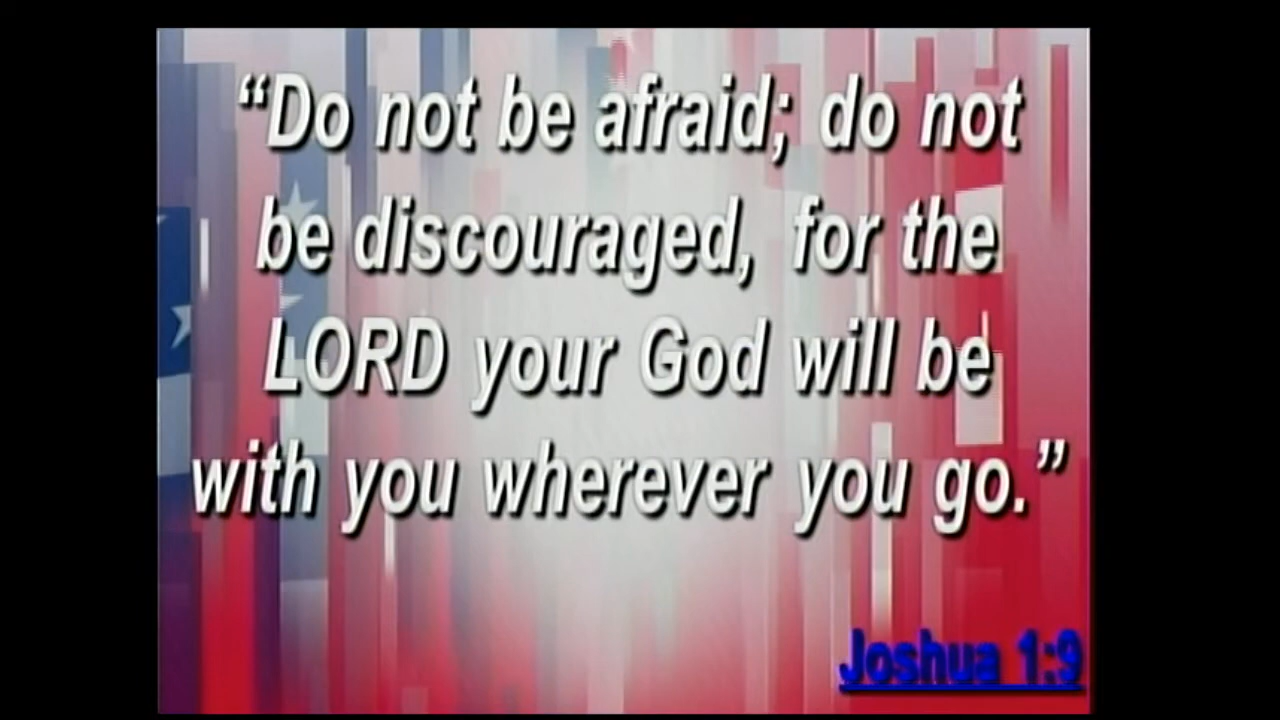 “Do not be afraid; do not
be discouraged, for the
LORD your God will be
with you wherever you go.”
Joshua 1:9